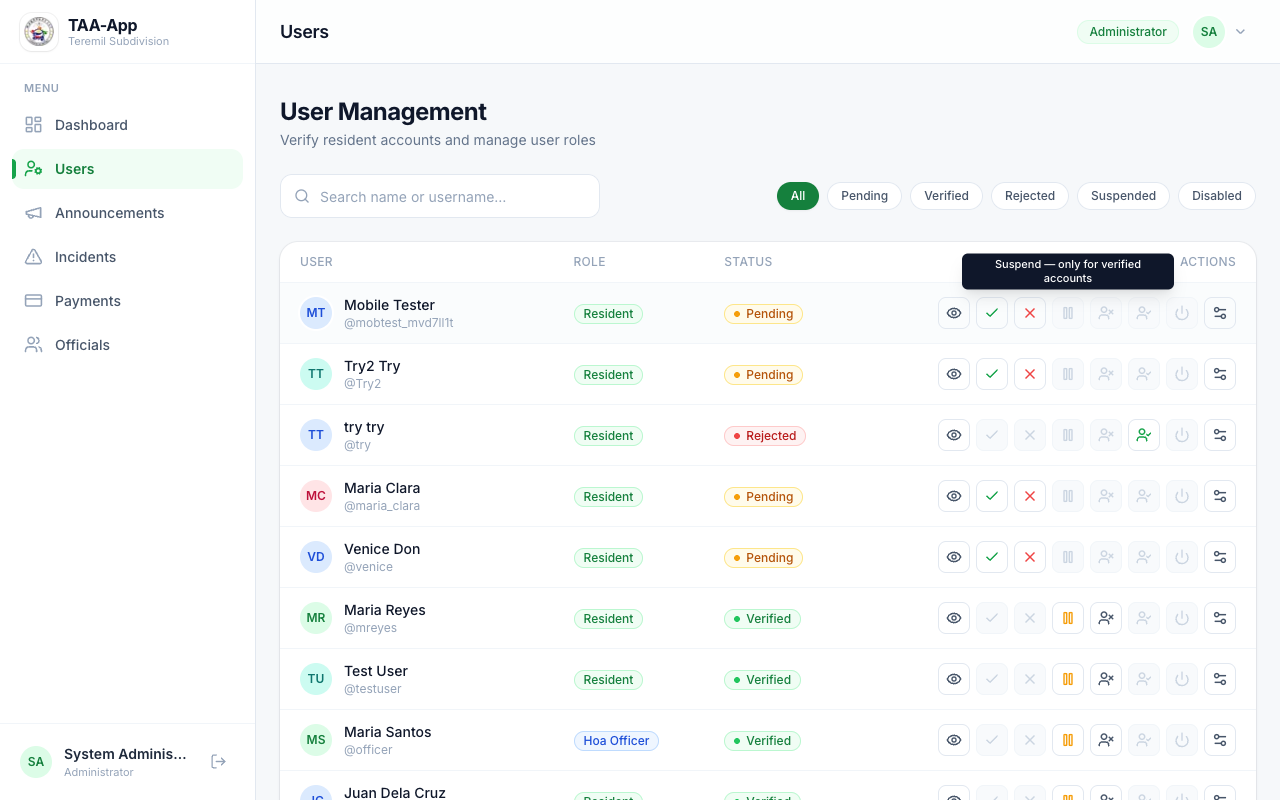 TAA-App
Teremil Subdivision
MENU
Dashboard
Users
Announcements
Incidents
Payments
Officials
SA
System Adminis...
Administrator
Users
Administrator
SA
User Management
Verify resident accounts and manage user roles
Search name or username...
All
Pending
Verified
Rejected
Suspended
Disabled
USER
ROLE
STATUS
ACTIONS
Suspend — only for verified
accounts
MT
Mobile Tester
@mobtest_mvd7ll1t
Resident
Pending
TT
Try2 Try
@Try2
Resident
Pending
TT
try try
@try
Resident
Rejected
MC
Maria Clara
@maria_clara
Resident
Pending
VD
Venice Don
@venice
Resident
Pending
MR
Maria Reyes
@mreyes
Resident
Verified
TU
Test User
@testuser
Resident
Verified
MS
Maria Santos
@officer
Hoa Officer
Verified
Juan Dela Cruz
Resident
Verified